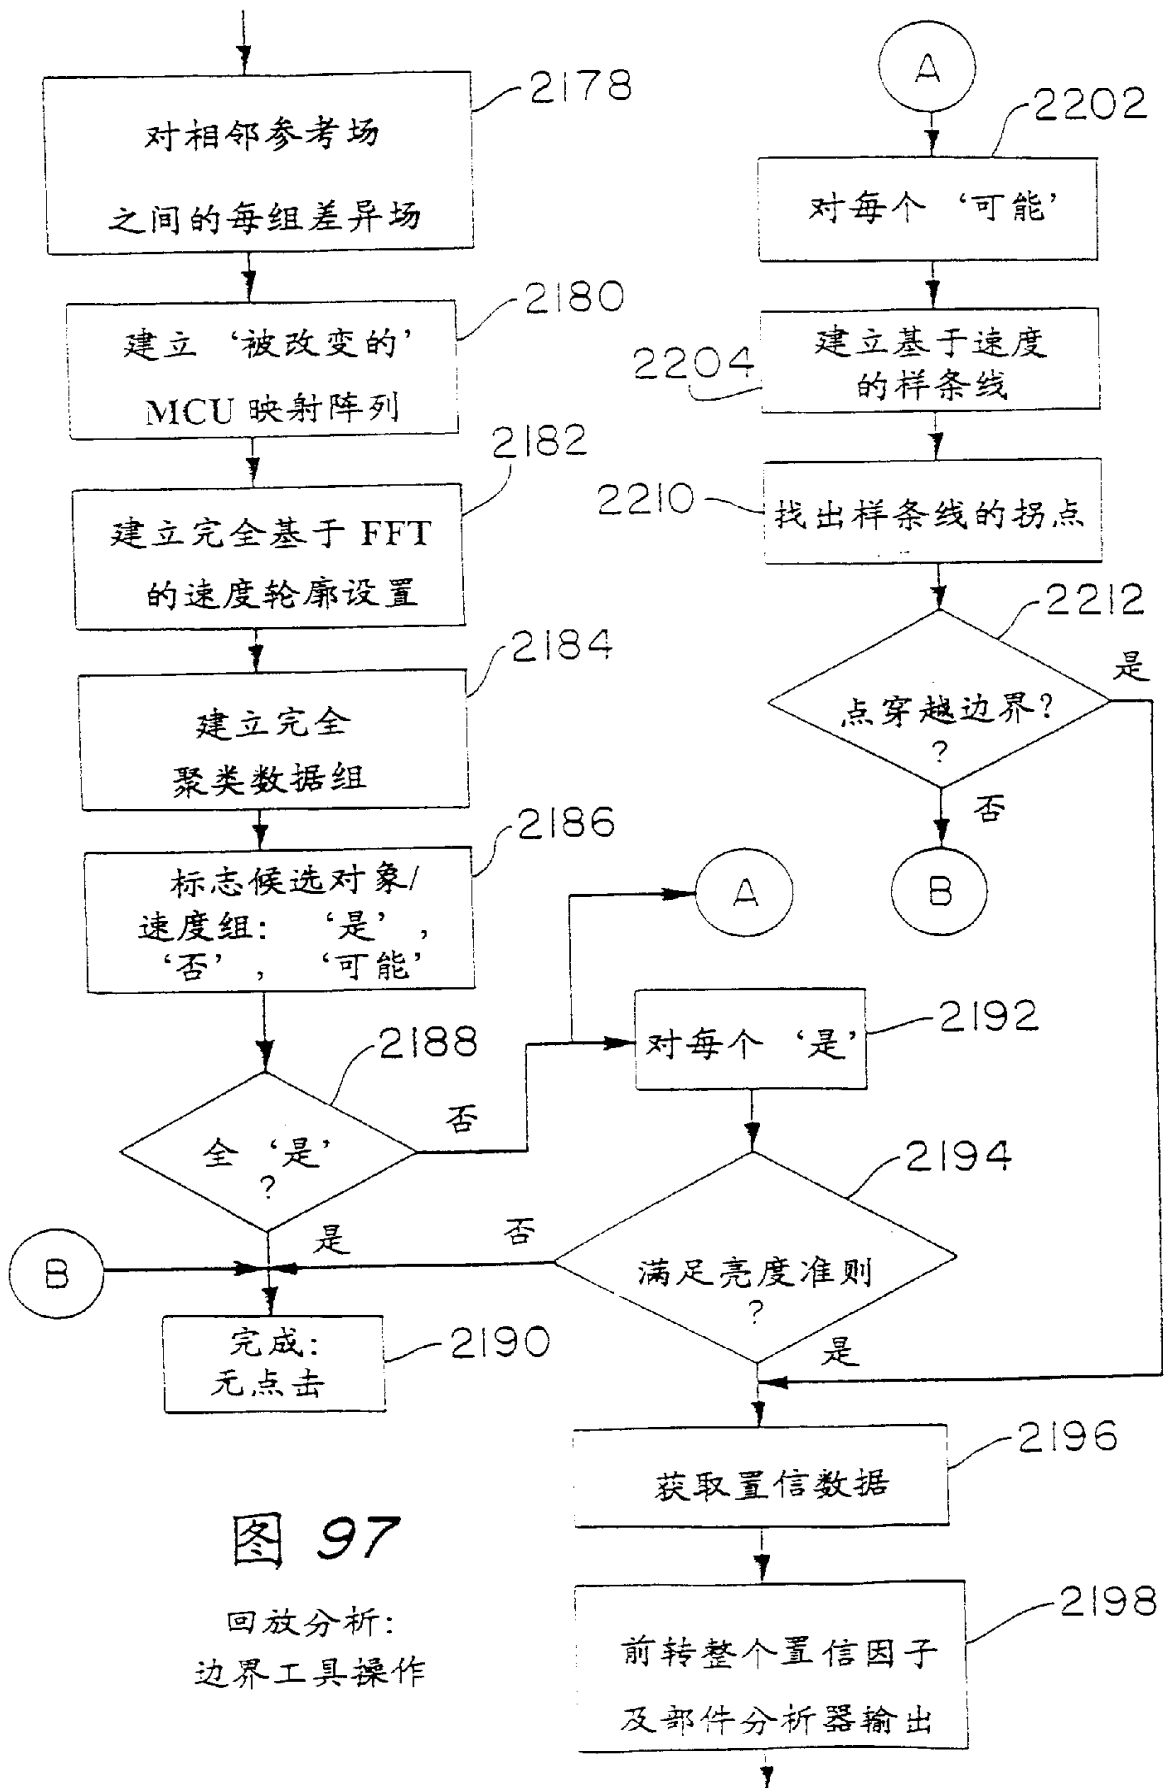 2178
对相邻参考场
之间的每组差异场
2180
建立‘被改变的’
MCU 映射阵列
2182
建立完全基于 FFT
的速度轮廓设置
2184
建立完全
聚类数据组
2186
标志候选对象/
速度组：‘是’，
‘否’，‘可能’
2188
全‘是’
?
否
是
B
完成:
无点击
2190
A
2192
对每个‘是’
2194
满足亮度准则
?
否
是
2196
获取置信数据
2198
前转整个置信因子
及部件分析器输出
A
2202
对每个‘可能’
2204
建立基于速度
的样条线
2210
找出样条线的拐点
2212
点穿越边界?
?
是
否
B
图 97
回放分析:
边界工具操作